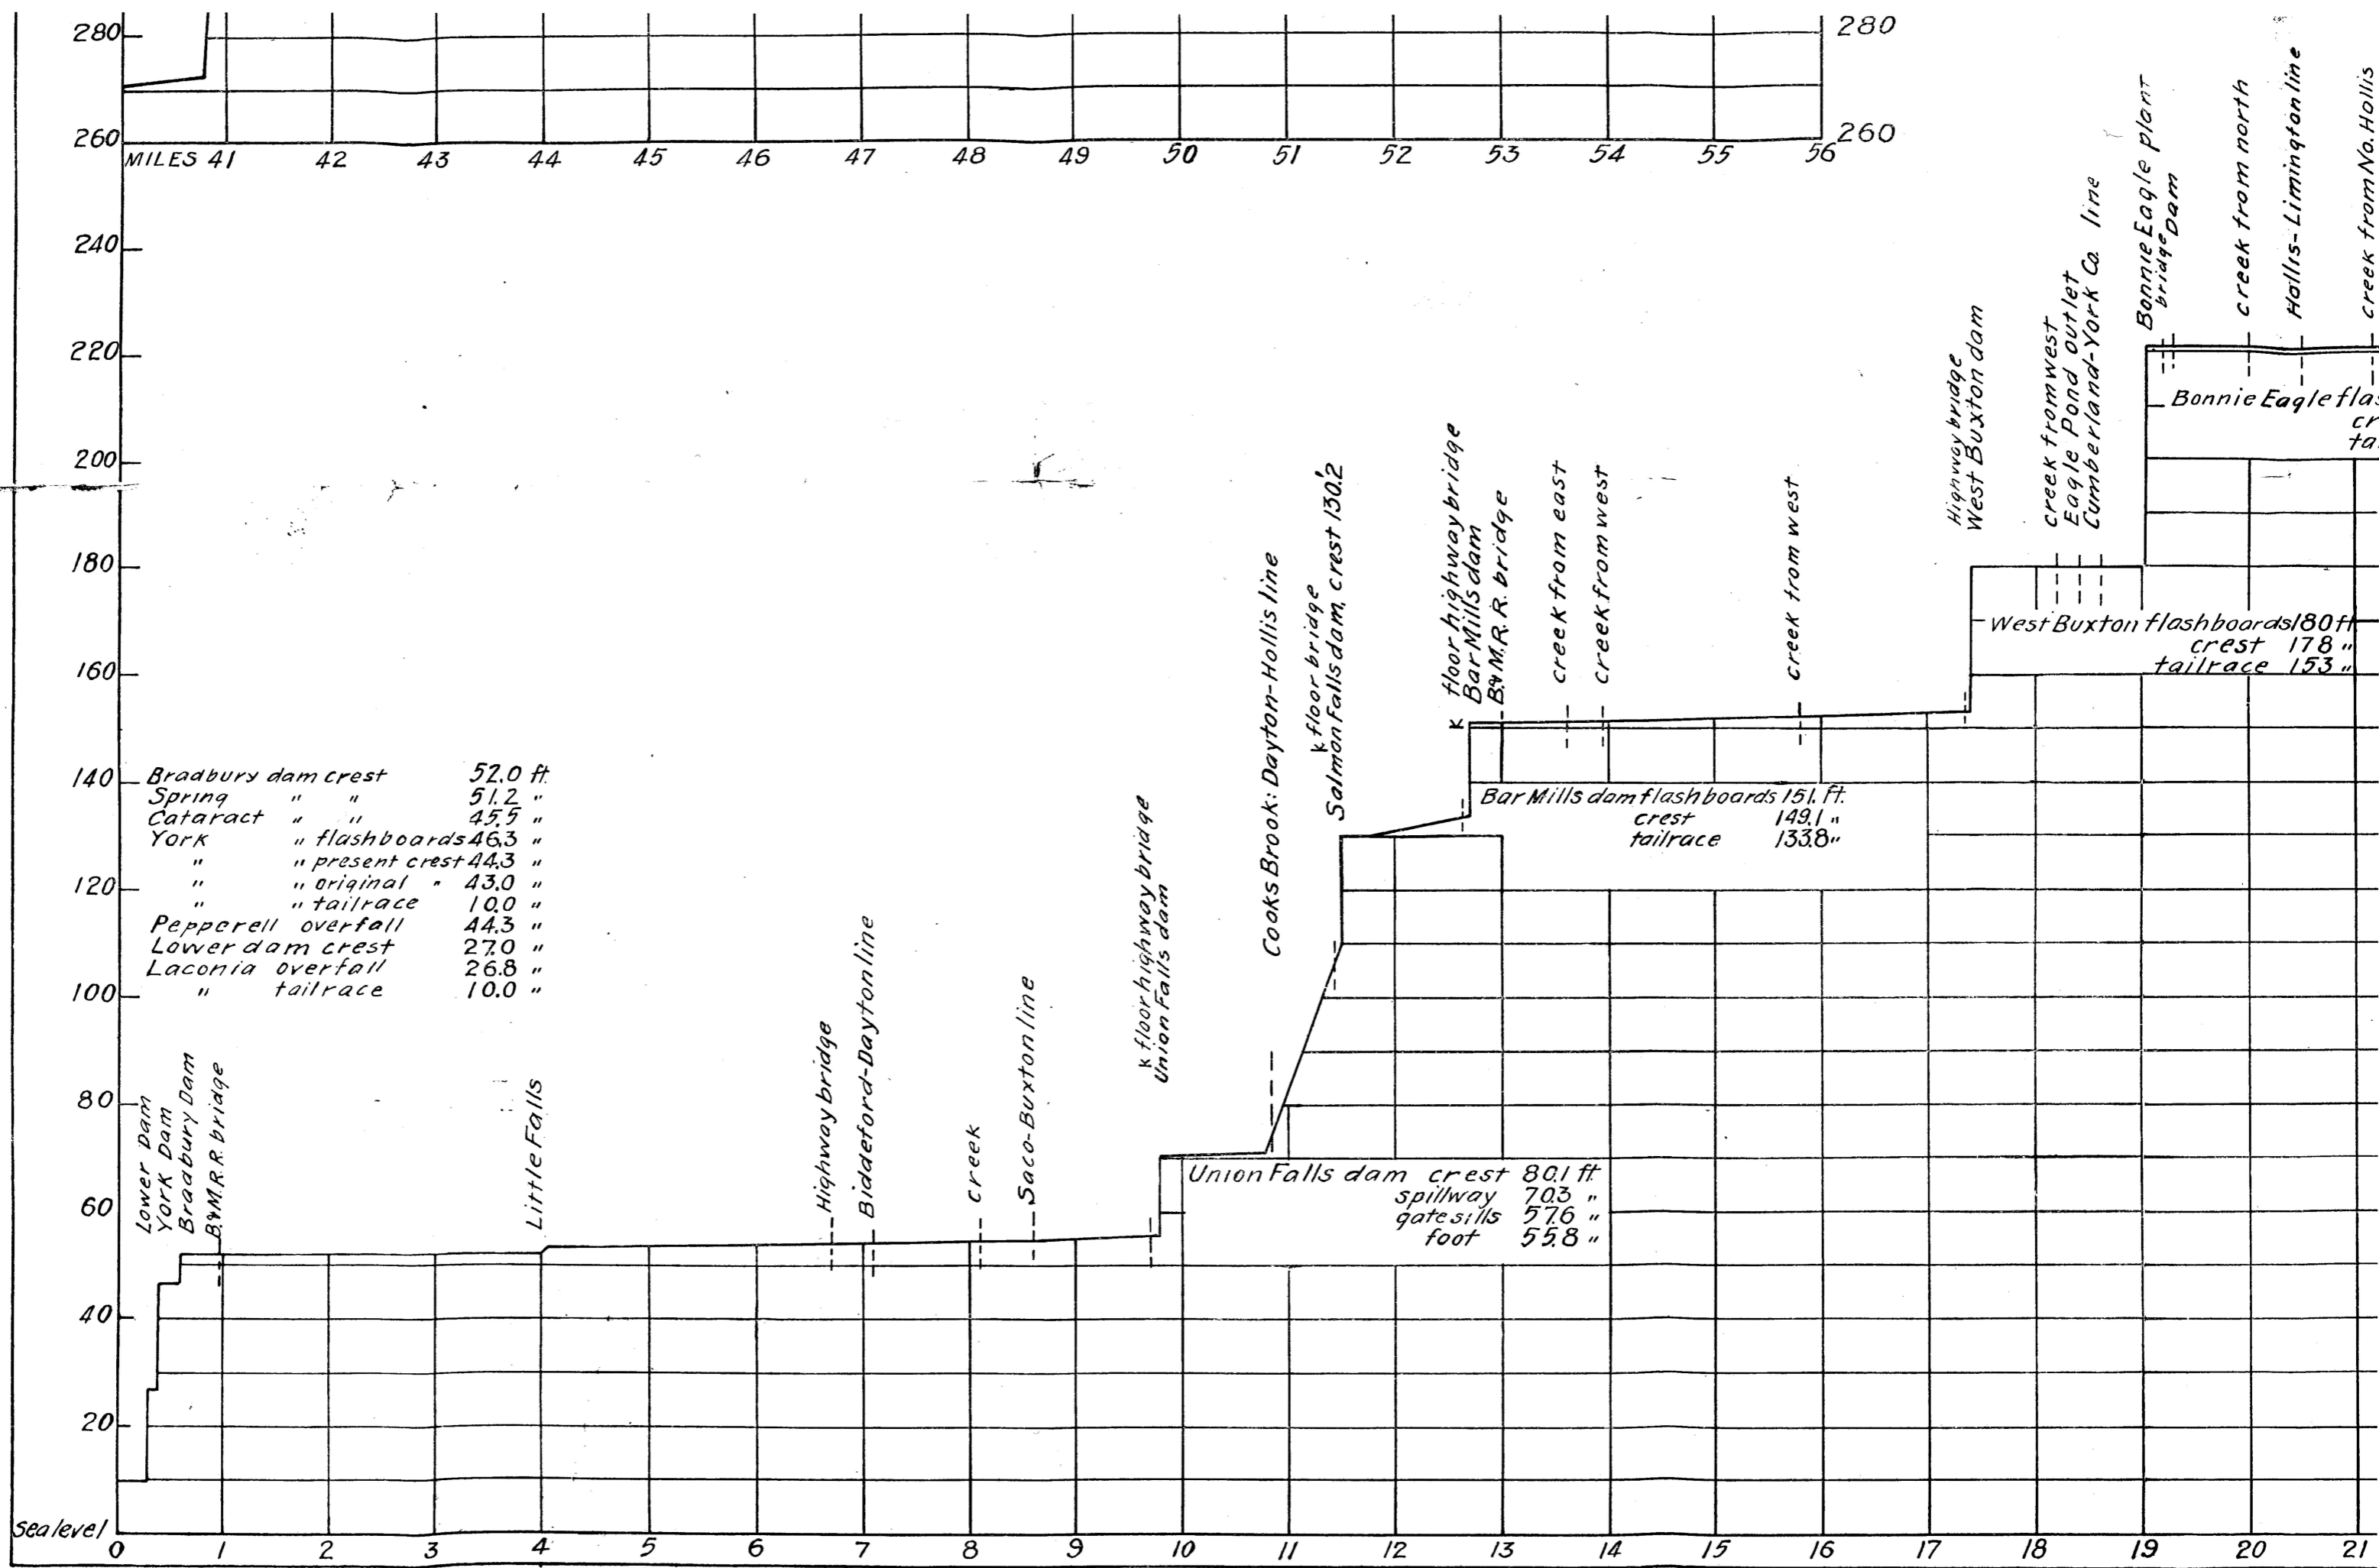 280
280
260
260
MILES 41 42 43 44 45 46 47 48 49 50 51 52 53 54 55 56
240
220
200
180
160
140
120
100
80
60
40
20
sea level
Bradbury dam crest 52.0 ft.
Spring " " 51.2 "
Cataract " " 45.5 "
York " flashboards 46.3 "
" " present crest 44.3 "
" " original " 43.0 "
" " tailrace 10.0 "
Pepperell overfall 44.3 "
Lower dam crest 27.0 "
Laconia overfall 26.8 "
" tailrace 10.0 "
Lower Dam
York Dam
Bradbury Dam
B&M.R.R. bridge
Little Falls
Highway bridge
Biddeford-Dayton line
creek
Saco-Buxton line
floor highway bridge
Union Falls dam
Cooks Brook: Dayton-Hollis line
floor bridge
Salmon Falls dam, crest 130.2'
floor highway bridge
Bar Mills dam
B&M.R.R. bridge
creek from east
creek from west
creek from west
Highway bridge
West Buxton dam
creek from west
Eagle Pond outlet
Cumberland-York Co. line
Bonnie Eagle plant
bridge
Dam
creek from north
Hollis-Limington line
creek from No. Hollis
Bonnie Eagle flas
cr
ta
West Buxton flashboards 180 ft
crest 178 "
tailrace 153 "
Bar Mills dam flashboards 151. ft.
crest 149.1 "
tailrace 133.8 "
Union Falls dam crest 80.1 ft.
spillway 70.3 "
gate sills 57.6 "
foot 55.8 "
0 1 2 3 4 5 6 7 8 9 10 11 12 13 14 15 16 17 18 19 20 21